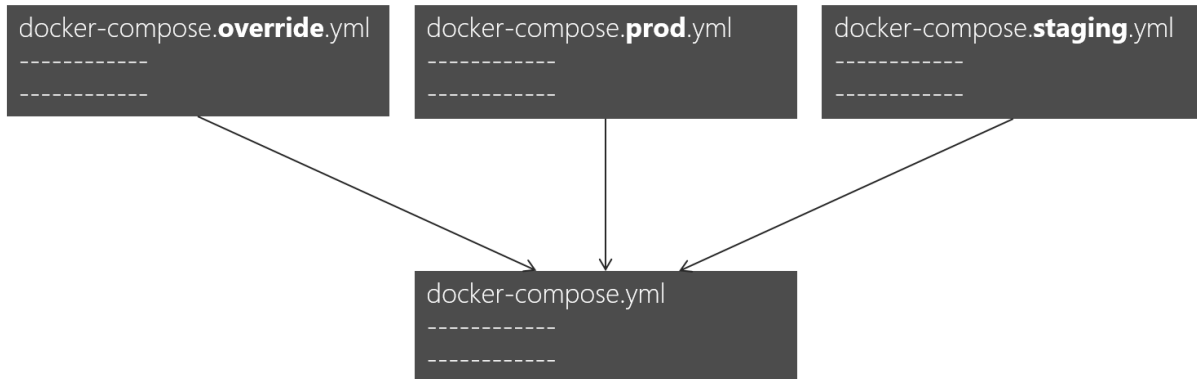 docker-compose.override.yml
------------
------------
docker-compose.prod.yml
------------
------------
docker-compose.staging.yml
------------
------------
docker-compose.yml
------------
------------